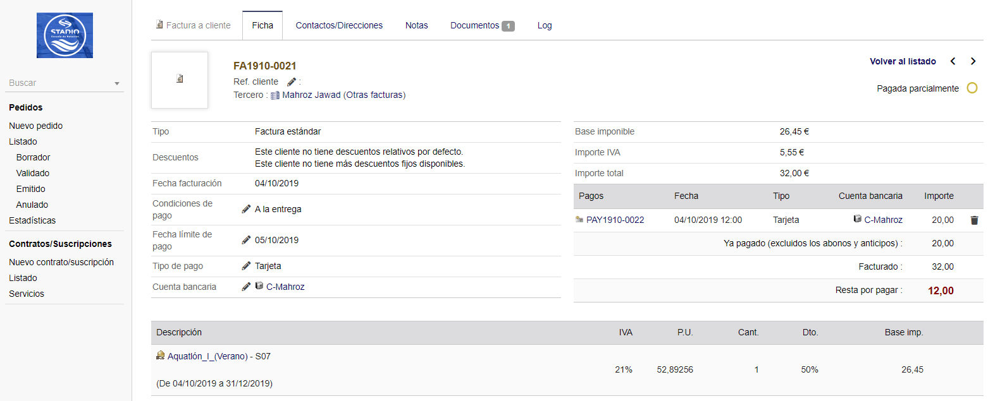 STADIO
Escuela de Natación
Buscar
Pedidos
Nuevo pedido
Listado
Borrador
Validado
Emitido
Anulado
Estadísticas
Contratos/Suscripciones
Nuevo contrato/suscripción
Listado
Servicios
Factura a cliente Ficha Contactos/Direcciones Notas Documentos 1 Log
FA1910-0021
Ref. cliente :
Tercero : Mahroz Jawad (Otras facturas)
Volver al listado < >
Pagada parcialmente
Tipo Factura estándar
Descuentos Este cliente no tiene descuentos relativos por defecto.
Este cliente no tiene más descuentos fijos disponibles.
Fecha facturación 04/10/2019
Condiciones de pago A la entrega
Fecha límite de pago 05/10/2019
Tipo de pago Tarjeta
Cuenta bancaria C-Mahroz
Base imponible 26,45 €
Importe IVA 5,55 €
Importe total 32,00 €
Pagos Fecha Tipo Cuenta bancaria Importe
PAY1910-0022 04/10/2019 12:00 Tarjeta C-Mahroz 20,00
Ya pagado (excluidos los abonos y anticipos) : 20,00
Facturado : 32,00
Resta por pagar : 12,00
Descripción IVA P.U. Cant. Dto. Base imp.
Aquatlón_I_(Verano) - S07
21% 52,89256 1 50% 26,45
(De 04/10/2019 a 31/12/2019)